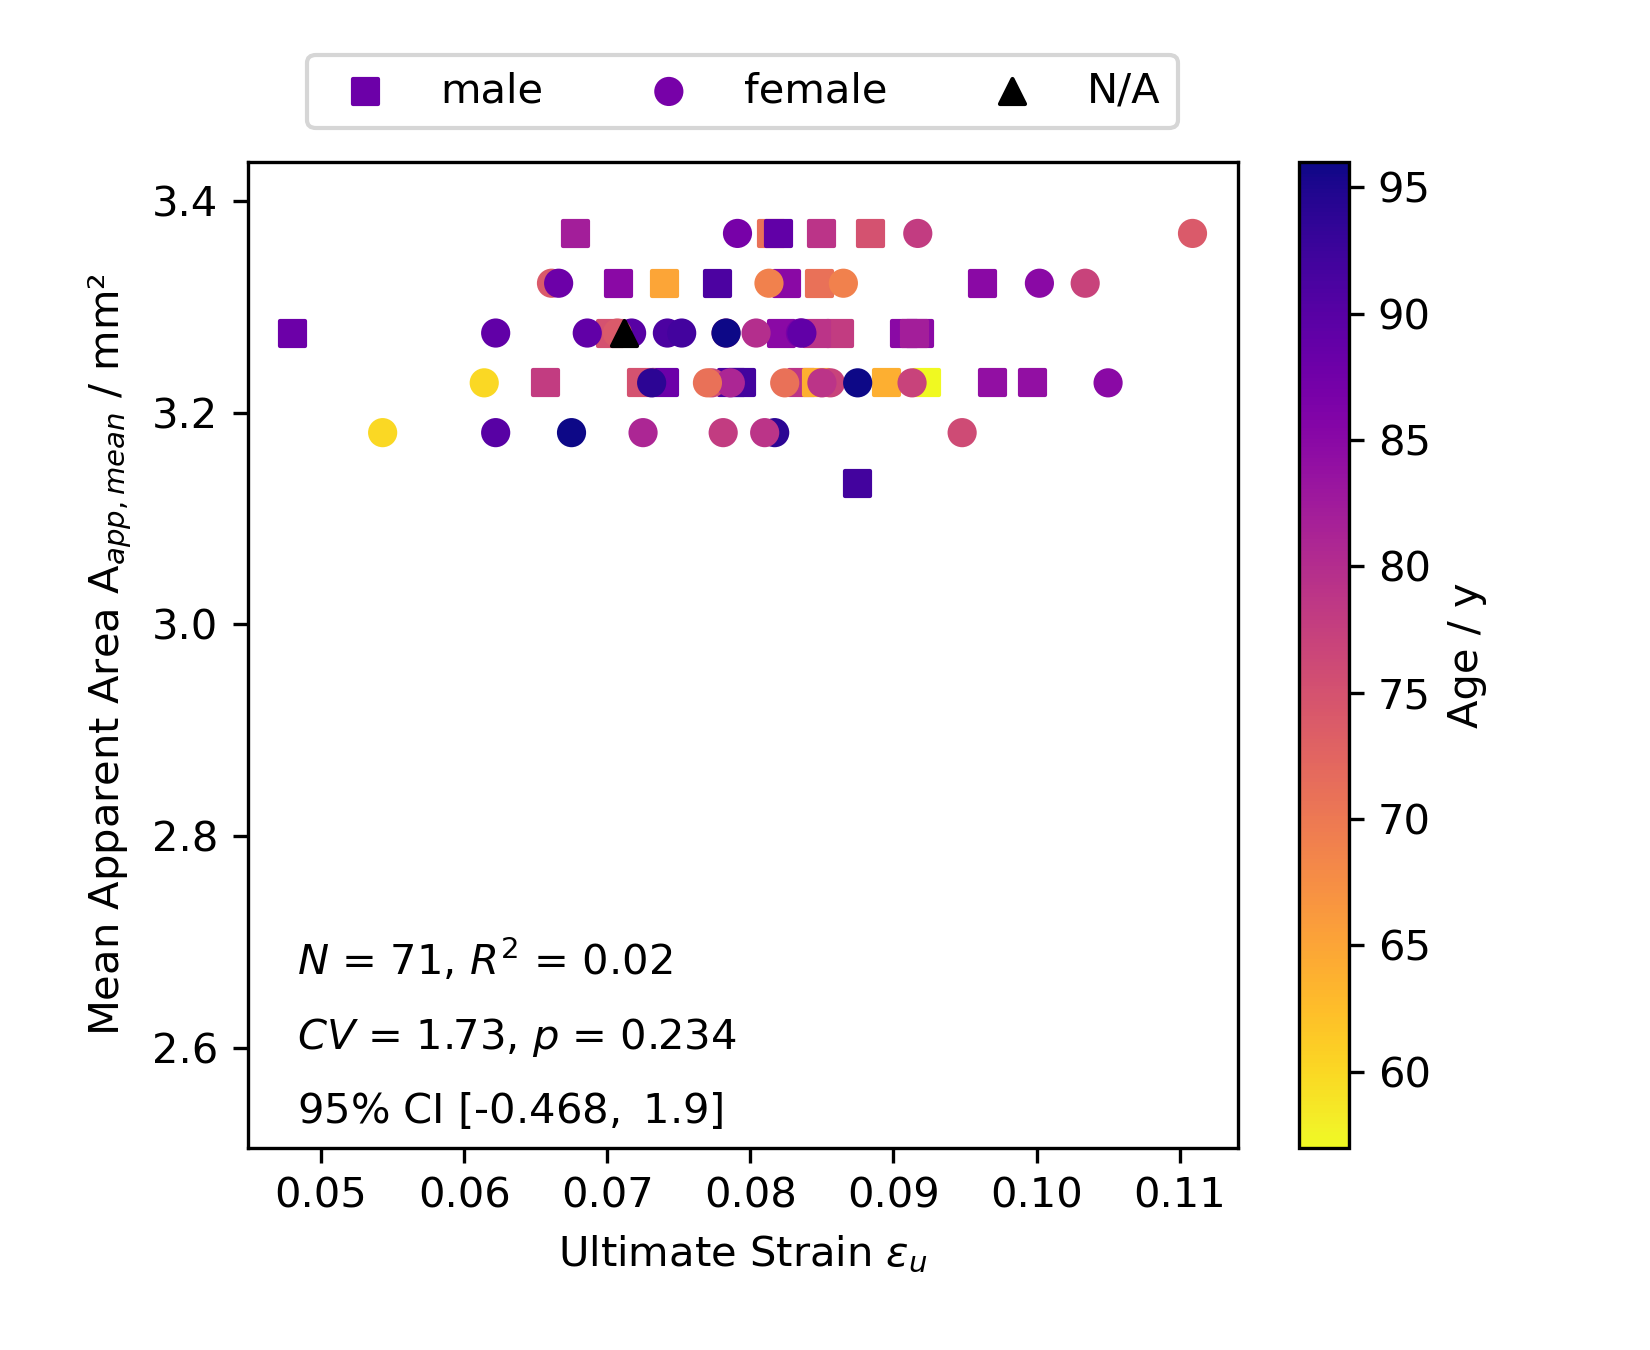 male female N/A
3.4
3.2
3.0
2.8
2.6
Mean Apparent Area A_{app, mean} / mm²
N = 71, R² = 0.02
CV = 1.73, p = 0.234
95% CI [-0.468, 1.9]
0.05 0.06 0.07 0.08 0.09 0.10 0.11
Ultimate Strain ε_u
95
90
85
80
75
70
65
60
Age / y